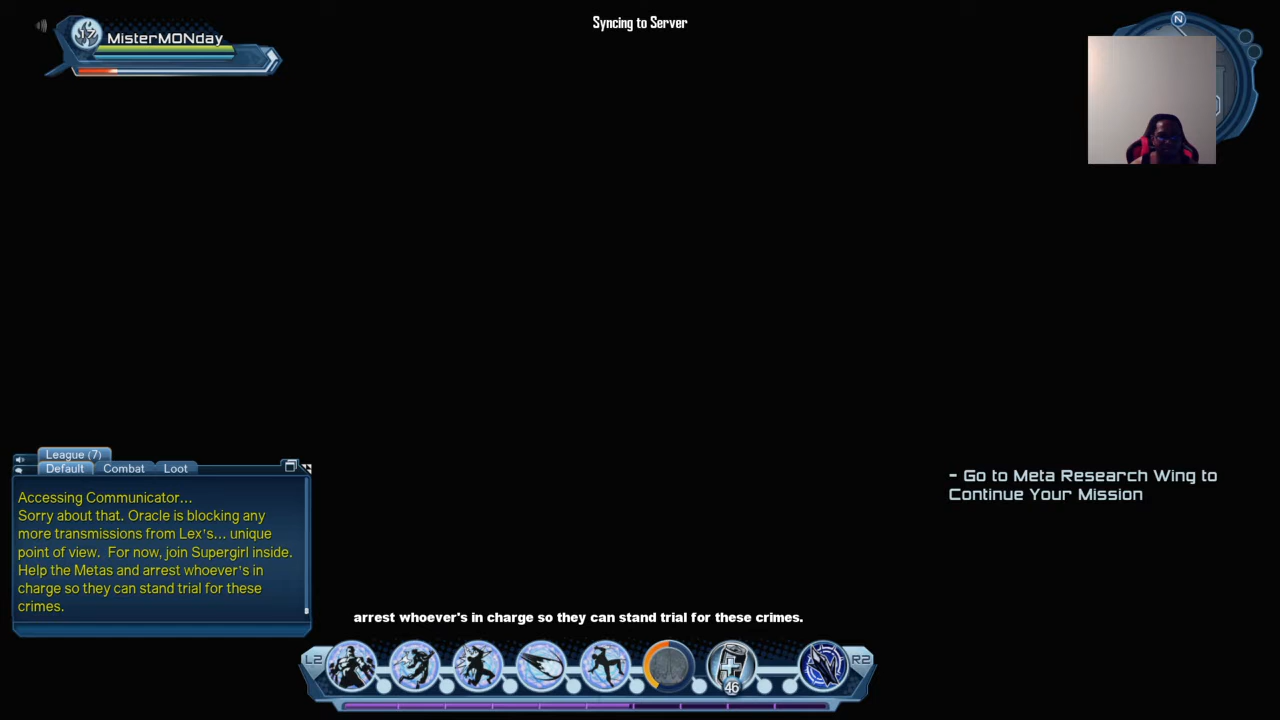 Syncing to Server
N
17
MisterMONday
League (7)
Default Combat Loot
Accessing Communicator...
Sorry about that. Oracle is blocking any
more transmissions from Lex's... unique
point of view. For now, join Supergirl inside.
Help the Metas and arrest whoever's in
charge so they can stand trial for these
crimes.
- Go to Meta Research Wing to
Continue Your Mission
arrest whoever's in charge so they can stand trial for these crimes.
L2
46
R2